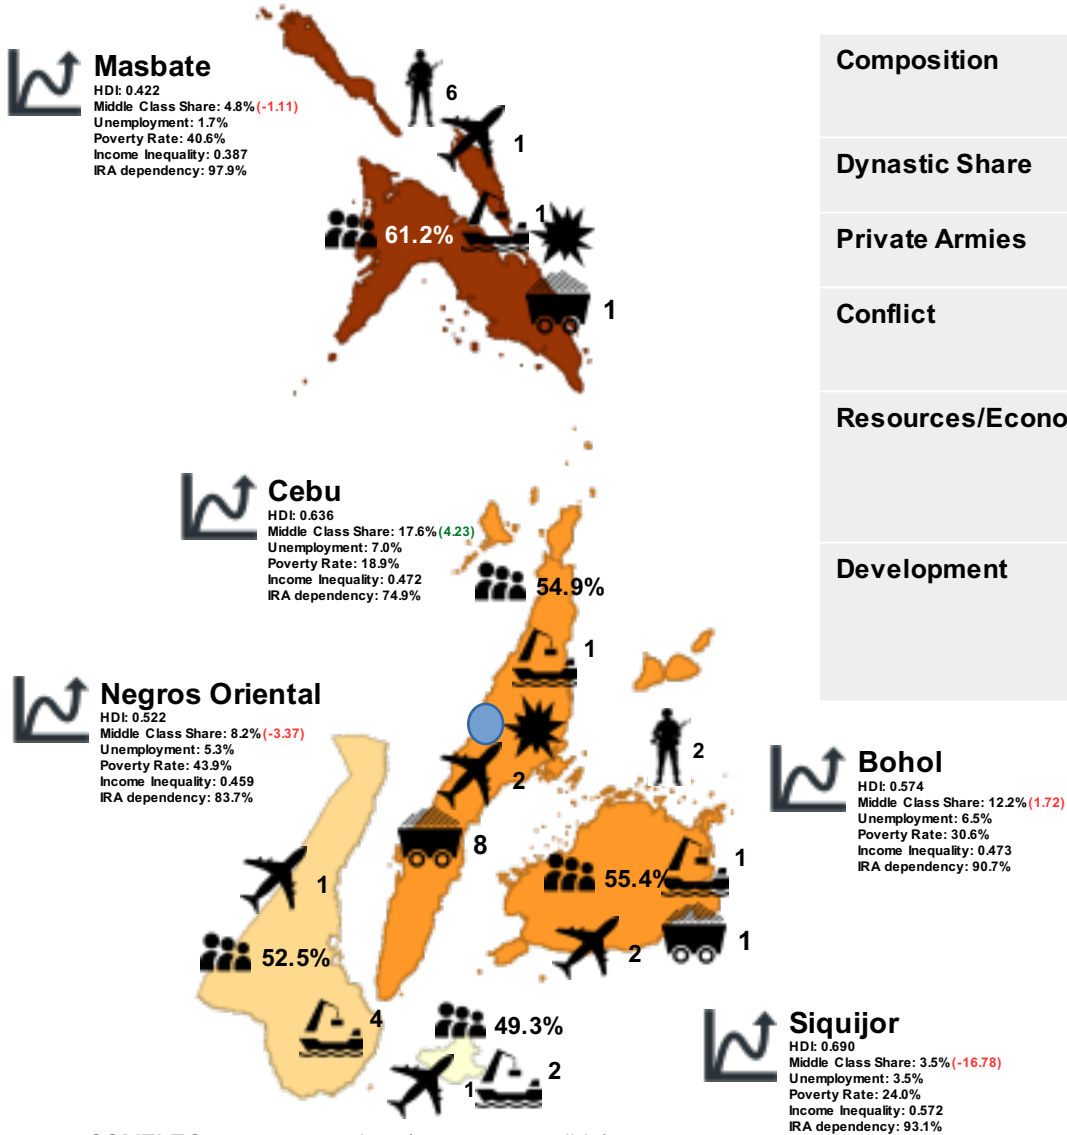 Masbate
HDI: 0.422
Middle Class Share: 4.8% (-1.11)
Unemployment: 1.7%
Poverty Rate: 40.6%
Income Inequality: 0.387
IRA dependency: 97.9%
6
1
1
61.2%
1
Composition
Dynastic Share
Private Armies
Conflict
Resources/Econo
Development
Cebu
HDI: 0.636
Middle Class Share: 17.6% (4.23)
Unemployment: 7.0%
Poverty Rate: 18.9%
Income Inequality: 0.472
IRA dependency: 74.9%
54.9%
1
2
8
Negros Oriental
HDI: 0.522
Middle Class Share: 8.2% (-3.37)
Unemployment: 5.3%
Poverty Rate: 43.9%
Income Inequality: 0.459
IRA dependency: 83.7%
1
52.5%
4
2
Bohol
HDI: 0.574
Middle Class Share: 12.2% (1.72)
Unemployment: 6.5%
Poverty Rate: 30.6%
Income Inequality: 0.473
IRA dependency: 90.7%
1
55.4%
2
1
49.3%
2
1
Siquijor
HDI: 0.690
Middle Class Share: 3.5% (-16.78)
Unemployment: 3.5%
Poverty Rate: 24.0%
Income Inequality: 0.572
IRA dependency: 93.1%